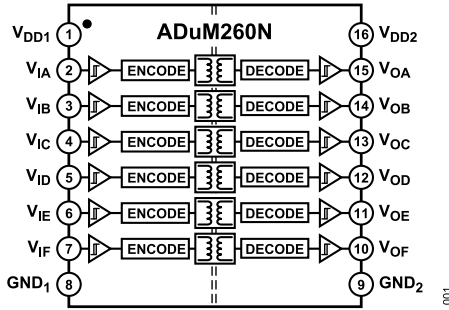 ADuM260N
VDD1 1 16 VDD2
VIA 2 ENCODE DECODE 15 VOA
VIB 3 ENCODE DECODE 14 VOB
VIC 4 ENCODE DECODE 13 VOC
VID 5 ENCODE DECODE 12 VOD
VIE 6 ENCODE DECODE 11 VOE
VIF 7 ENCODE DECODE 10 VOF
GND1 8 9 GND2
001